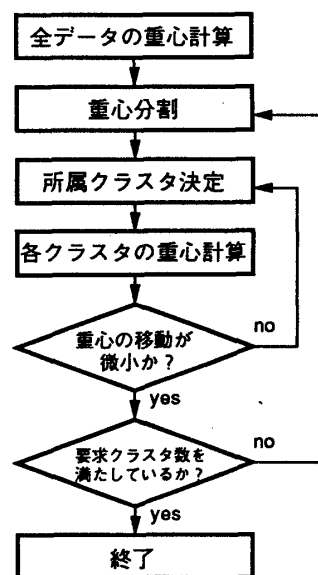 全データの重心計算
重心分割
所属クラスタ決定
各クラスタの重心計算
重心の移動が
微小か？
no
yes
要求クラスタ数を
満たしているか？
no
yes
終了